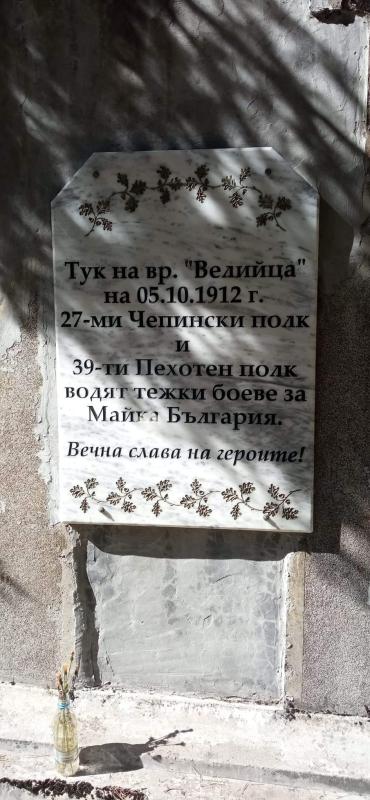 Тук на вр. "Велийца"
на 05.10.1912 г.
27-ми Чепински полк
и
39-ти Пехотен полк
водят тежки боеве за
Майка България.
Вечна слава на героите!